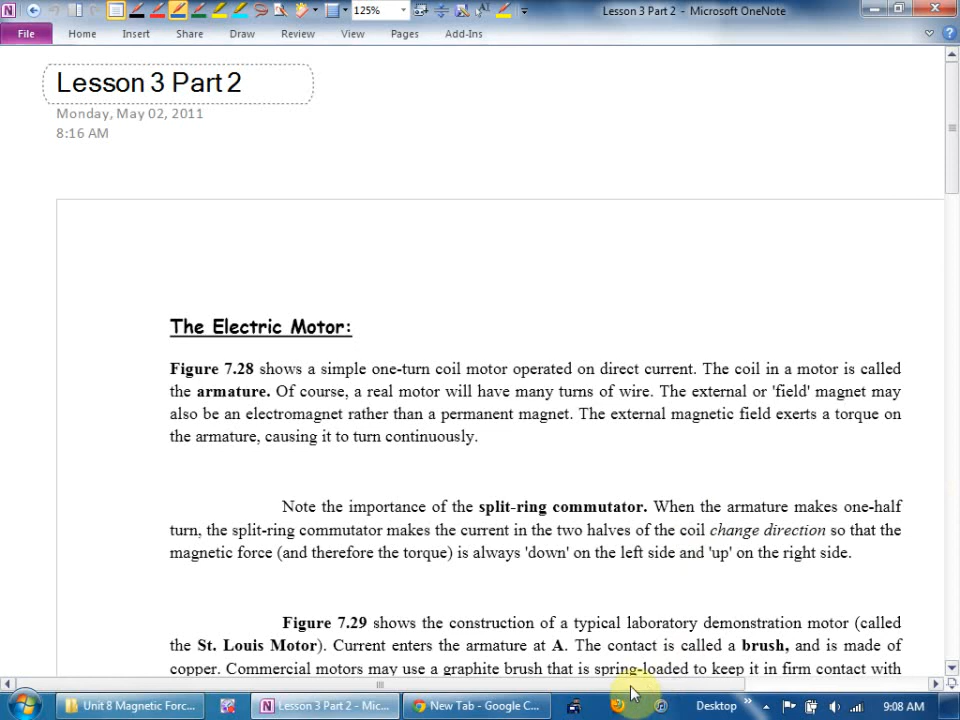 125%
Lesson 3 Part 2 - Microsoft OneNote
File Home Insert Share Draw Review View Pages Add-Ins
Lesson 3 Part 2
Monday, May 02, 2011
8:16 AM
The Electric Motor:
Figure 7.28 shows a simple one-turn coil motor operated on direct current. The coil in a motor is called
the armature. Of course, a real motor will have many turns of wire. The external or 'field' magnet may
also be an electromagnet rather than a permanent magnet. The external magnetic field exerts a torque on
the armature, causing it to turn continuously.
Note the importance of the split-ring commutator. When the armature makes one-half
turn, the split-ring commutator makes the current in the two halves of the coil change direction so that the
magnetic force (and therefore the torque) is always 'down' on the left side and 'up' on the right side.
Figure 7.29 shows the construction of a typical laboratory demonstration motor (called
the St. Louis Motor). Current enters the armature at A. The contact is called a brush, and is made of
copper. Commercial motors may use a graphite brush that is spring-loaded to keep it in firm contact with
Unit 8 Magnetic Forc... Lesson 3 Part 2 - Mic... New Tab - Google C... Desktop 9:08 AM